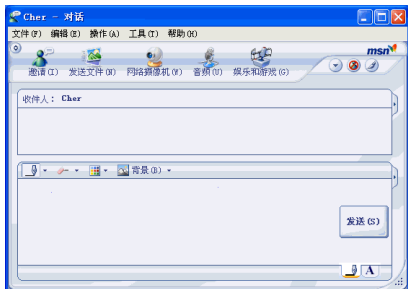 Cher - 对话
文件(F) 编辑(E) 操作(A) 工具(T) 帮助(H)
msn
邀请(I) 发送文件(N) 网络摄像机(W) 音频(U) 娱乐和游戏(G)
收件人： Cher
背景(B)
发送(S)
A